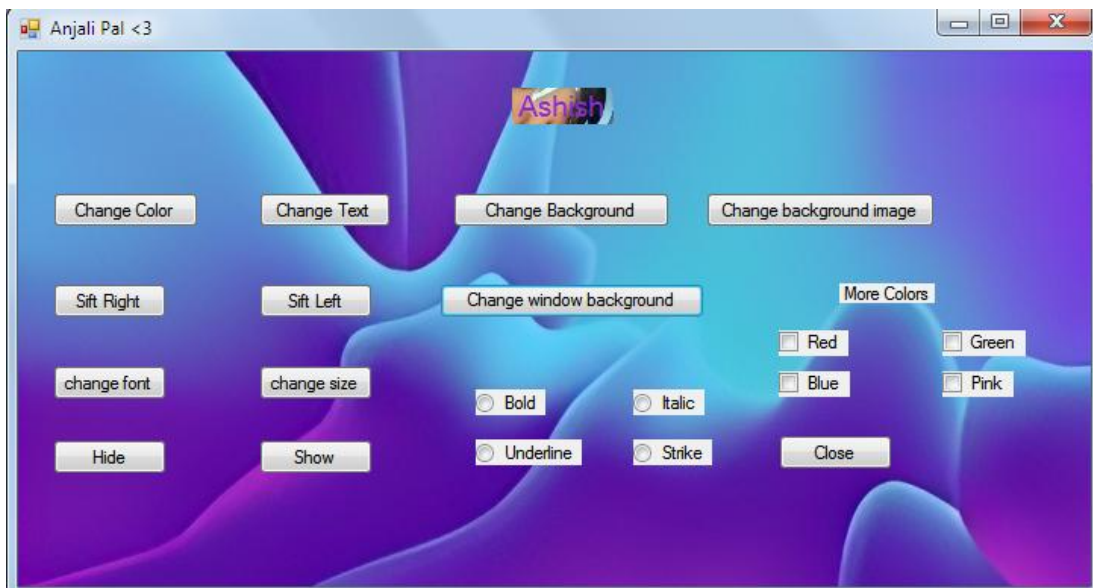 Anjali Pal <3
Ashish
Change Color Change Text Change Background Change background image
Sift Right Sift Left Change window background More Colors
Red Green
change font change size Blue Pink
Bold Italic
Hide Show Underline Strike Close